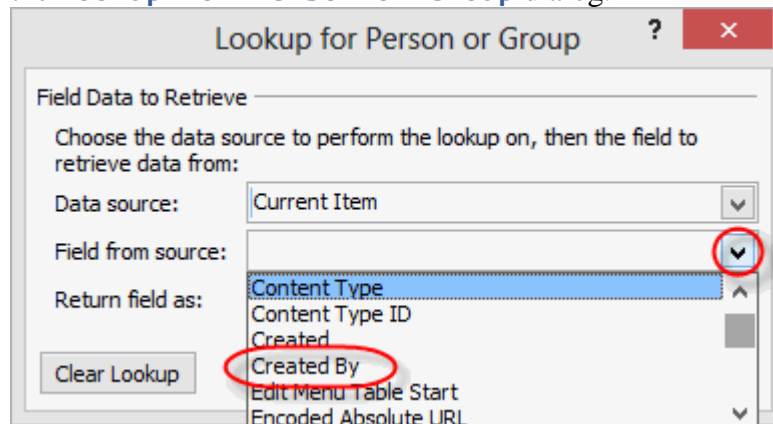 Lookup for Person or Group ? ×
Field Data to Retrieve
Choose the data source to perform the lookup on, then the field to
retrieve data from:
Data source: Current Item
Field from source:
Return field as: Content Type
Content Type ID
Created
Created By
Clear Lookup
Edit Menu Table Start
Encoded Absolute URL